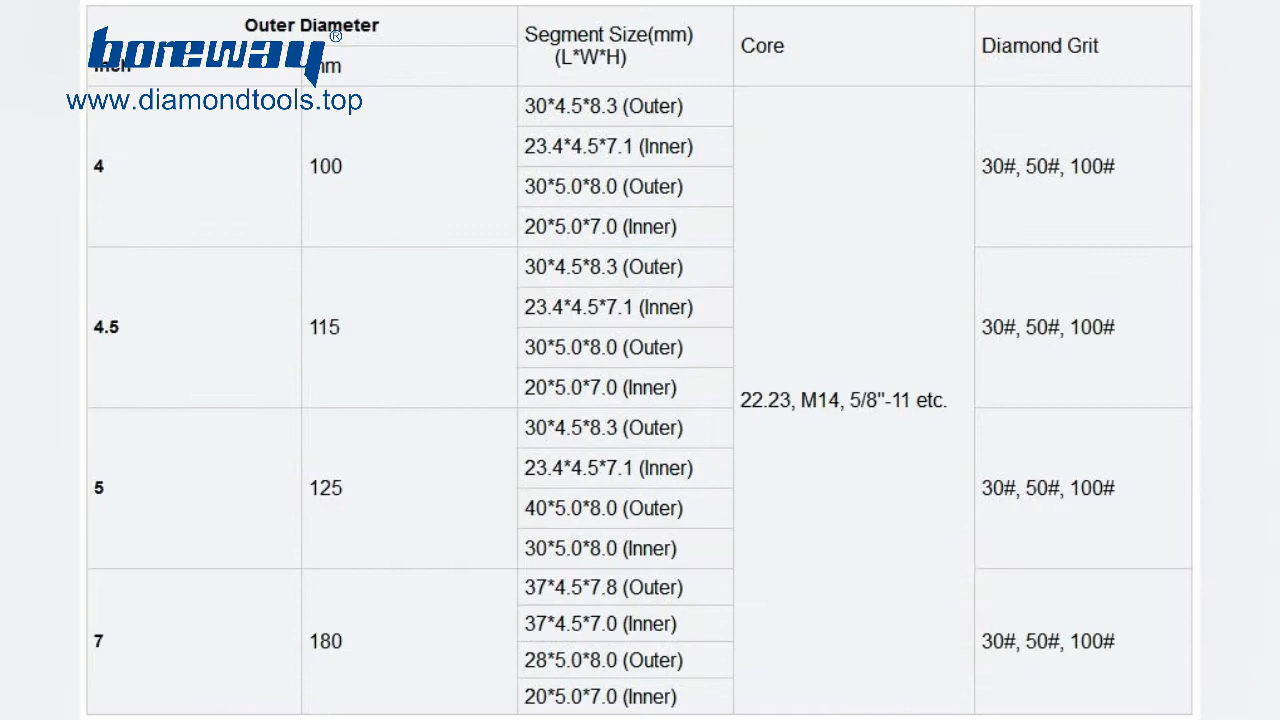 Outer Diameter
boreway®
inch
mm
www.diamondtools.top
Segment Size(mm)
(L*W*H)
Core
Diamond Grit
4
100
30*4.5*8.3 (Outer)
23.4*4.5*7.1 (Inner)
30*5.0*8.0 (Outer)
20*5.0*7.0 (Inner)
30#, 50#, 100#
4.5
115
30*4.5*8.3 (Outer)
23.4*4.5*7.1 (Inner)
30*5.0*8.0 (Outer)
20*5.0*7.0 (Inner)
22.23, M14, 5/8"-11 etc.
30#, 50#, 100#
5
125
30*4.5*8.3 (Outer)
23.4*4.5*7.1 (Inner)
40*5.0*8.0 (Outer)
30*5.0*8.0 (Inner)
30#, 50#, 100#
7
180
37*4.5*7.8 (Outer)
37*4.5*7.0 (Inner)
28*5.0*8.0 (Outer)
20*5.0*7.0 (Inner)
30#, 50#, 100#